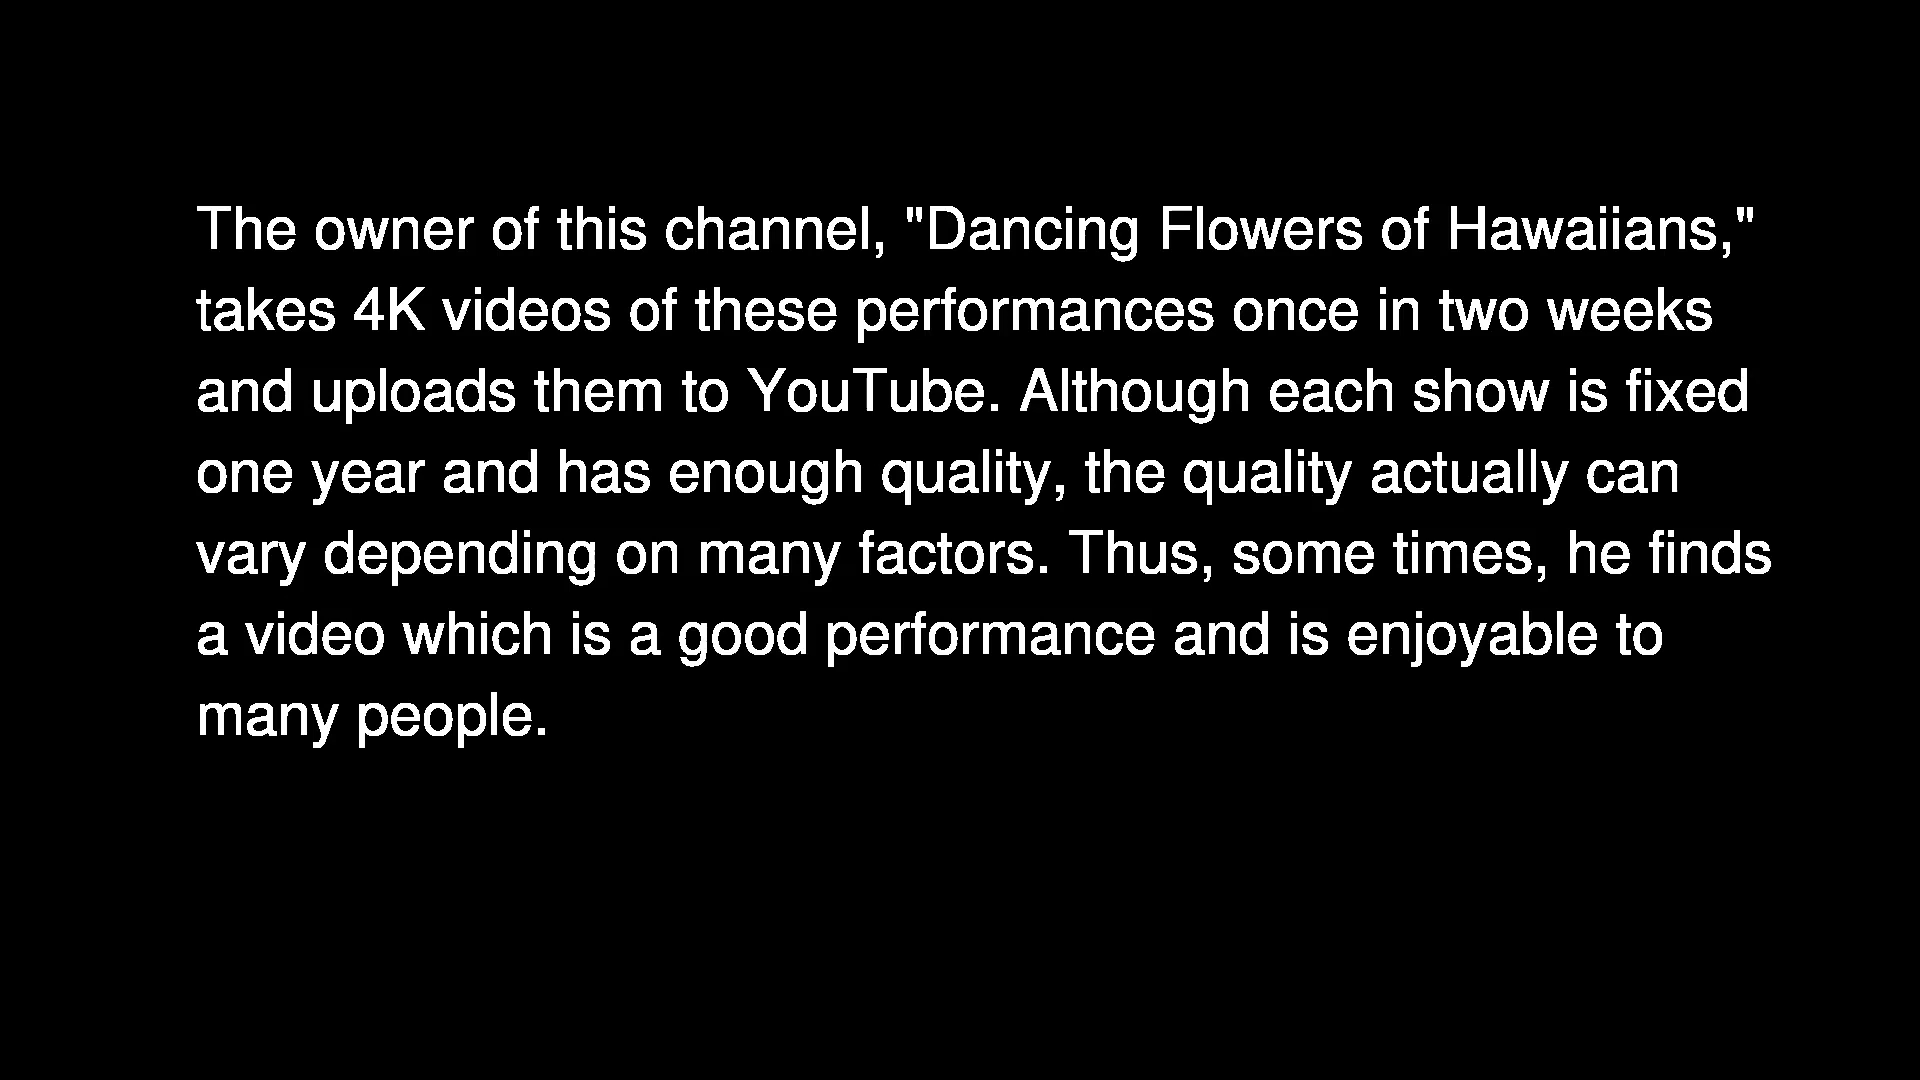 The owner of this channel, "Dancing Flowers of Hawaiians,"
takes 4K videos of these performances once in two weeks
and uploads them to YouTube. Although each show is fixed
one year and has enough quality, the quality actually can
vary depending on many factors. Thus, some times, he finds
a video which is a good performance and is enjoyable to
many people.